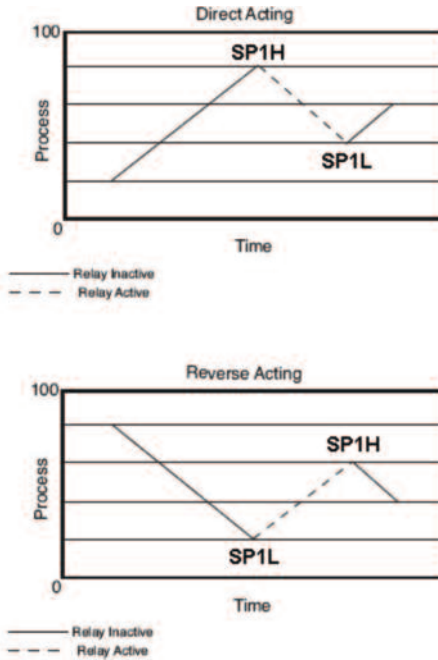 Direct Acting
100
SP1H
Process
SP1L
0
Time
Relay Inactive
Relay Active
Reverse Acting
100
SP1H
Process
SP1L
0
Time
Relay Inactive
Relay Active